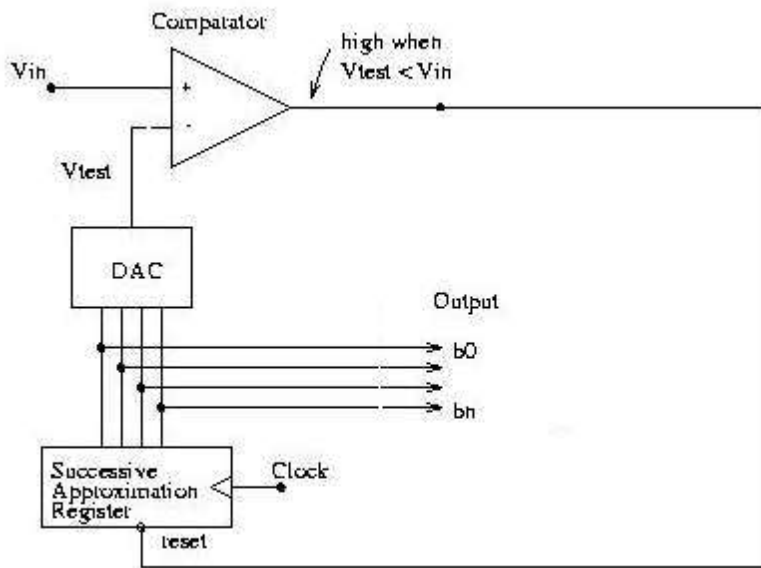 Comparator
high when
Vtest < Vin
Vin
+
-
Vtest
DAC
Output
b0
bn
Successive
Approximation
Register
Clock
reset